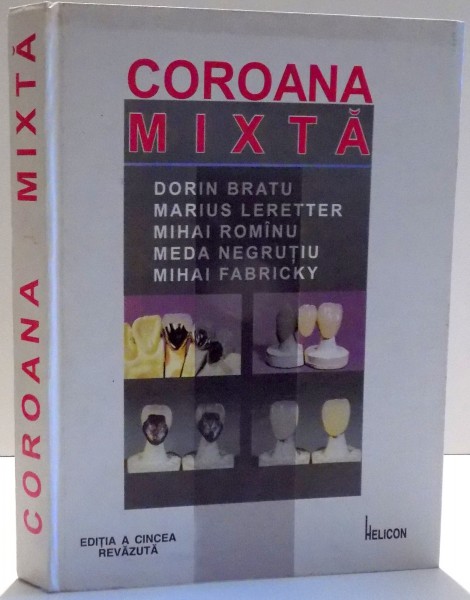 COROANA MIXTĂ
COROANA
MIXTĂ
DORIN BRATU
MARIUS LERETTER
MIHAI ROMÎNU
MEDA NEGRUȚIU
MIHAI FABRICKY
EDIȚIA A CINCEA
REVĂZUTĂ
HELICON